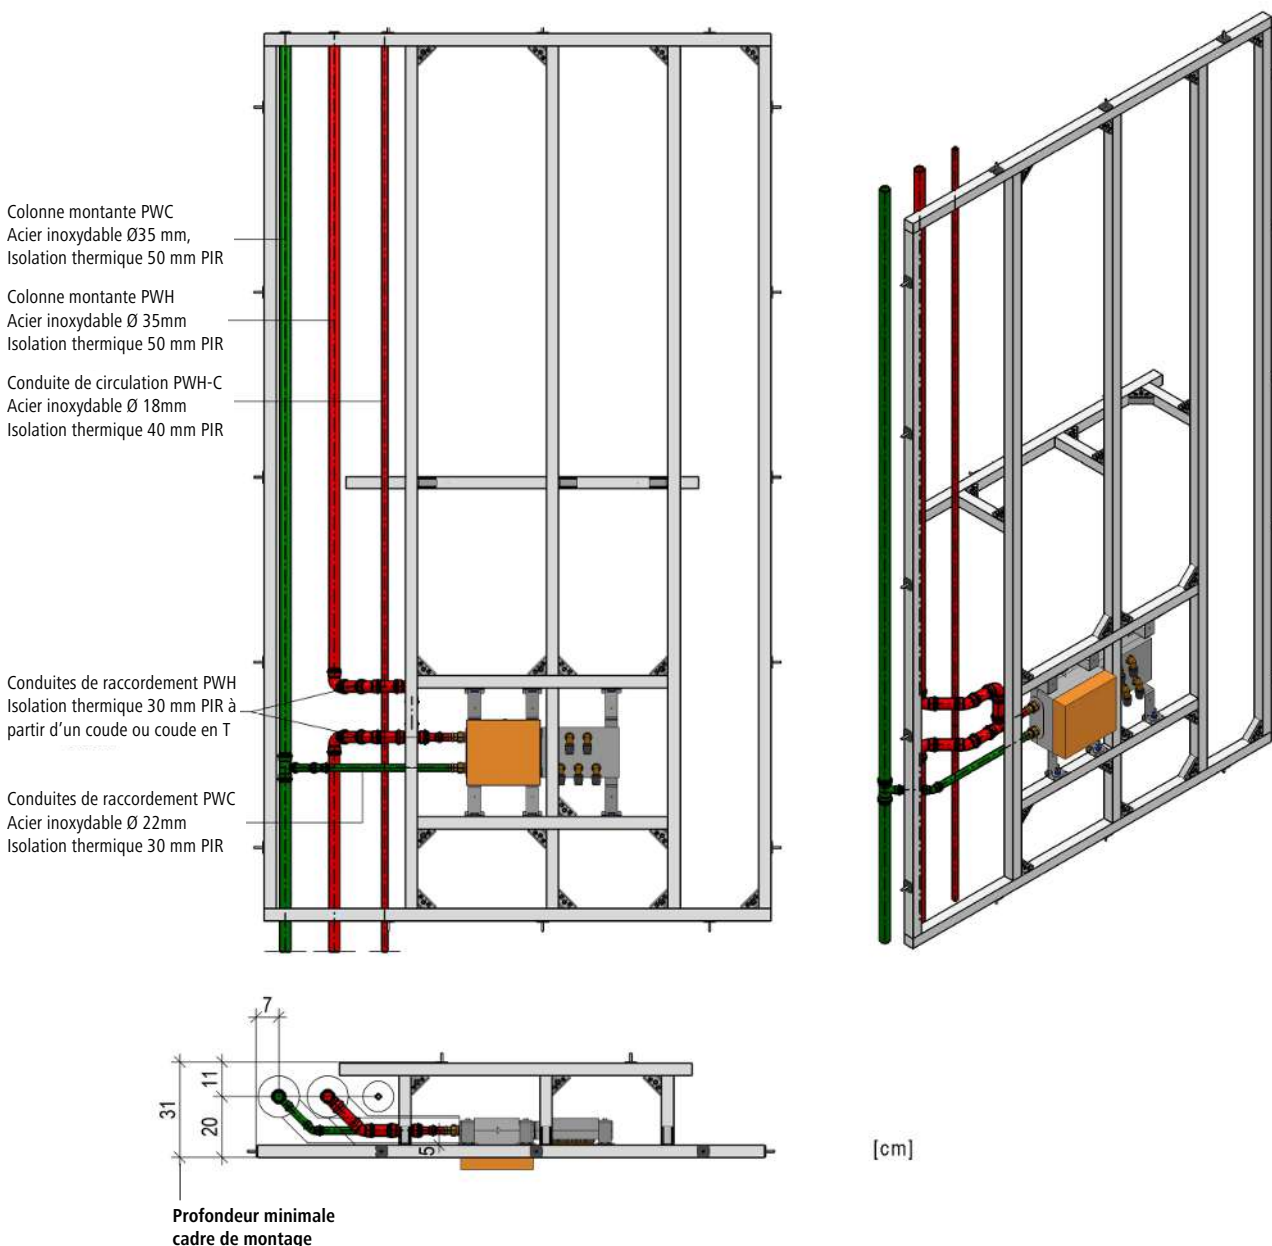 Colonne montante PWC
Acier inoxydable Ø35 mm,
Isolation thermique 50 mm PIR
Colonne montante PWH
Acier inoxydable Ø 35mm
Isolation thermique 50 mm PIR
Conduite de circulation PWH-C
Acier inoxydable Ø 18mm
Isolation thermique 40 mm PIR
Conduites de raccordement PWH
Isolation thermique 30 mm PIR à
partir d’un coude ou coude en T
Conduites de raccordement PWC
Acier inoxydable Ø 22mm
Isolation thermique 30 mm PIR
7
11
31
20
5
[cm]
Profondeur minimale
cadre de montage